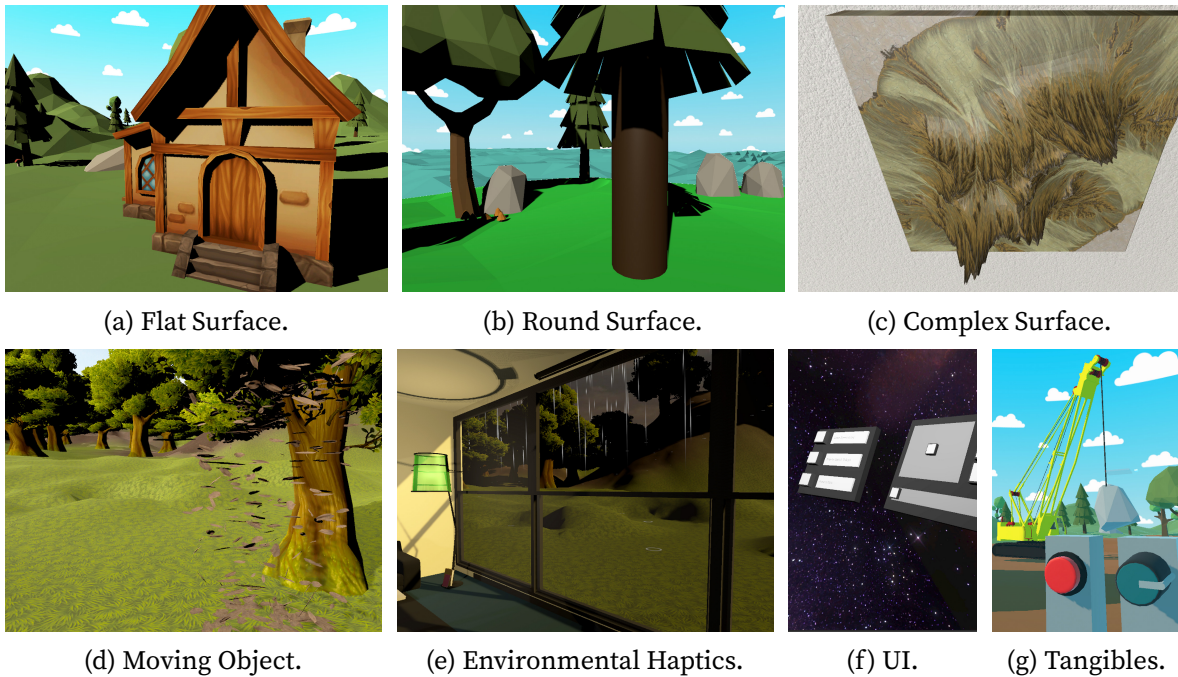 (a) Flat Surface.
(b) Round Surface.
(c) Complex Surface.
(d) Moving Object.
(e) Environmental Haptics.
(f) UI.
(g) Tangibles.